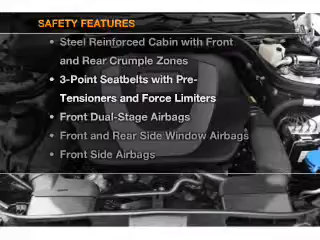 SAFETY FEATURES
• Steel Reinforced Cabin with Front
and Rear Crumple Zones
• 3-Point Seatbelts with Pre-
Tensioners and Force Limiters
• Front Dual-Stage Airbags
• Front and Rear Side Window Airbags
• Front Side Airbags